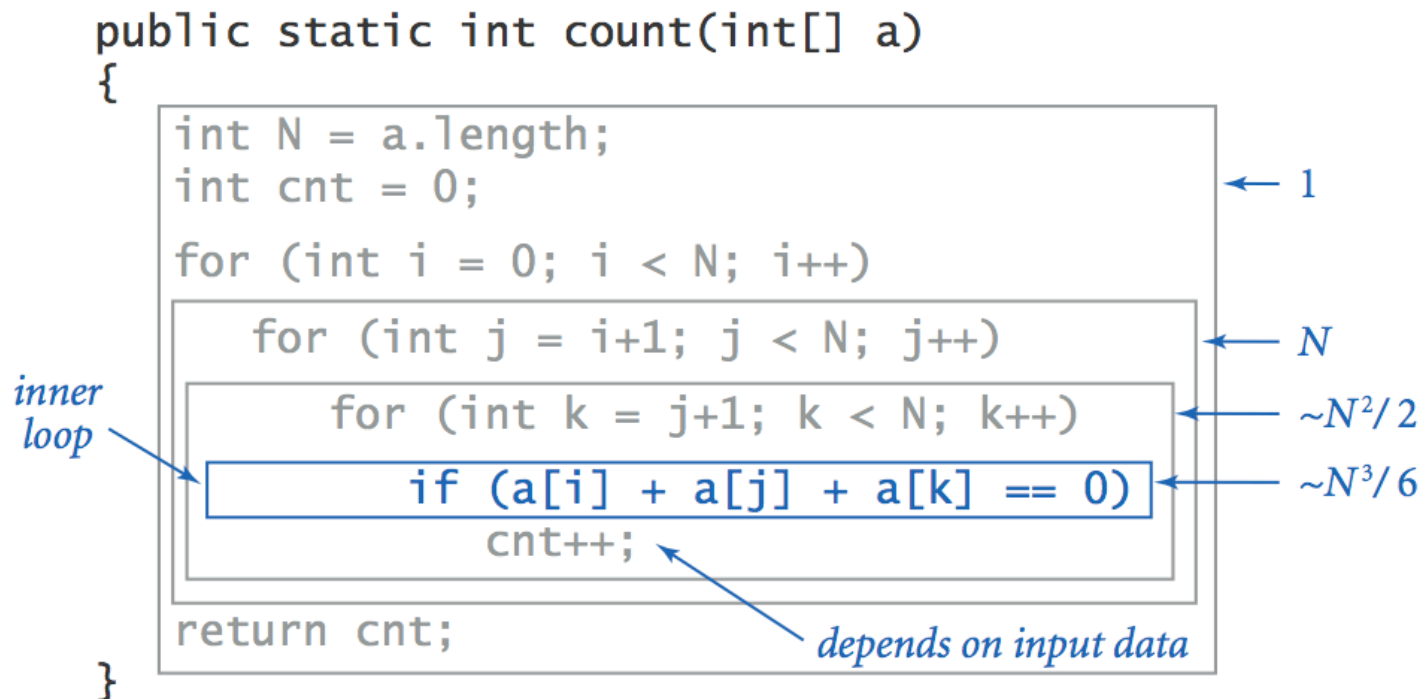 public static int count(int[] a)
{
int N = a.length;
int cnt = 0;
1
for (int i = 0; i < N; i++)
for (int j = i+1; j < N; j++)
N
inner
loop
for (int k = j+1; k < N; k++)
~N²/2
if (a[i] + a[j] + a[k] == 0)
~N³/6
cnt++;
depends on input data
return cnt;
}